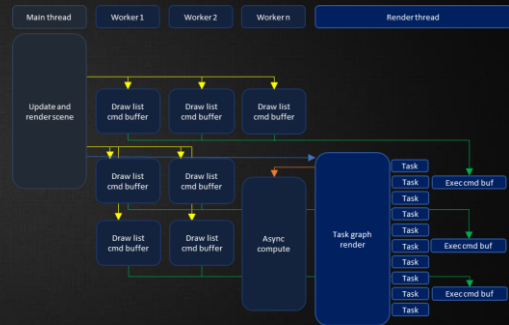 Main thread
Worker 1
Worker 2
Worker n
Render thread
Update and
render scene
Draw list
cmd buffer
Draw list
cmd buffer
Draw list
cmd buffer
Draw list
cmd buffer
Draw list
cmd buffer
Draw list
cmd buffer
Draw list
cmd buffer
Async
compute
Task graph
render
Task
Task
Task
Task
Task
Task
Task
Task
Task
Task
Exec cmd buf
Exec cmd buf
Exec cmd buf